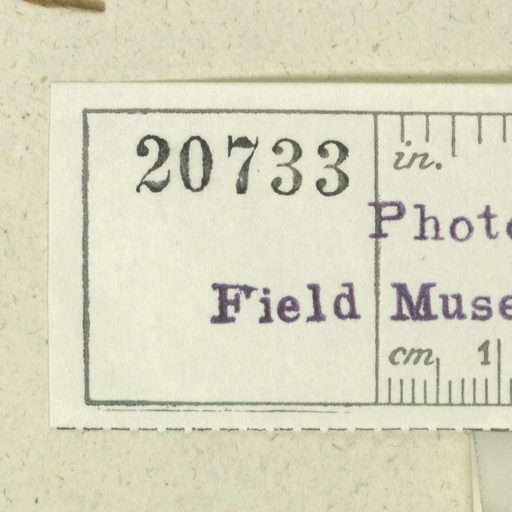 20733
in.
Photo
Field Muse
cm 1